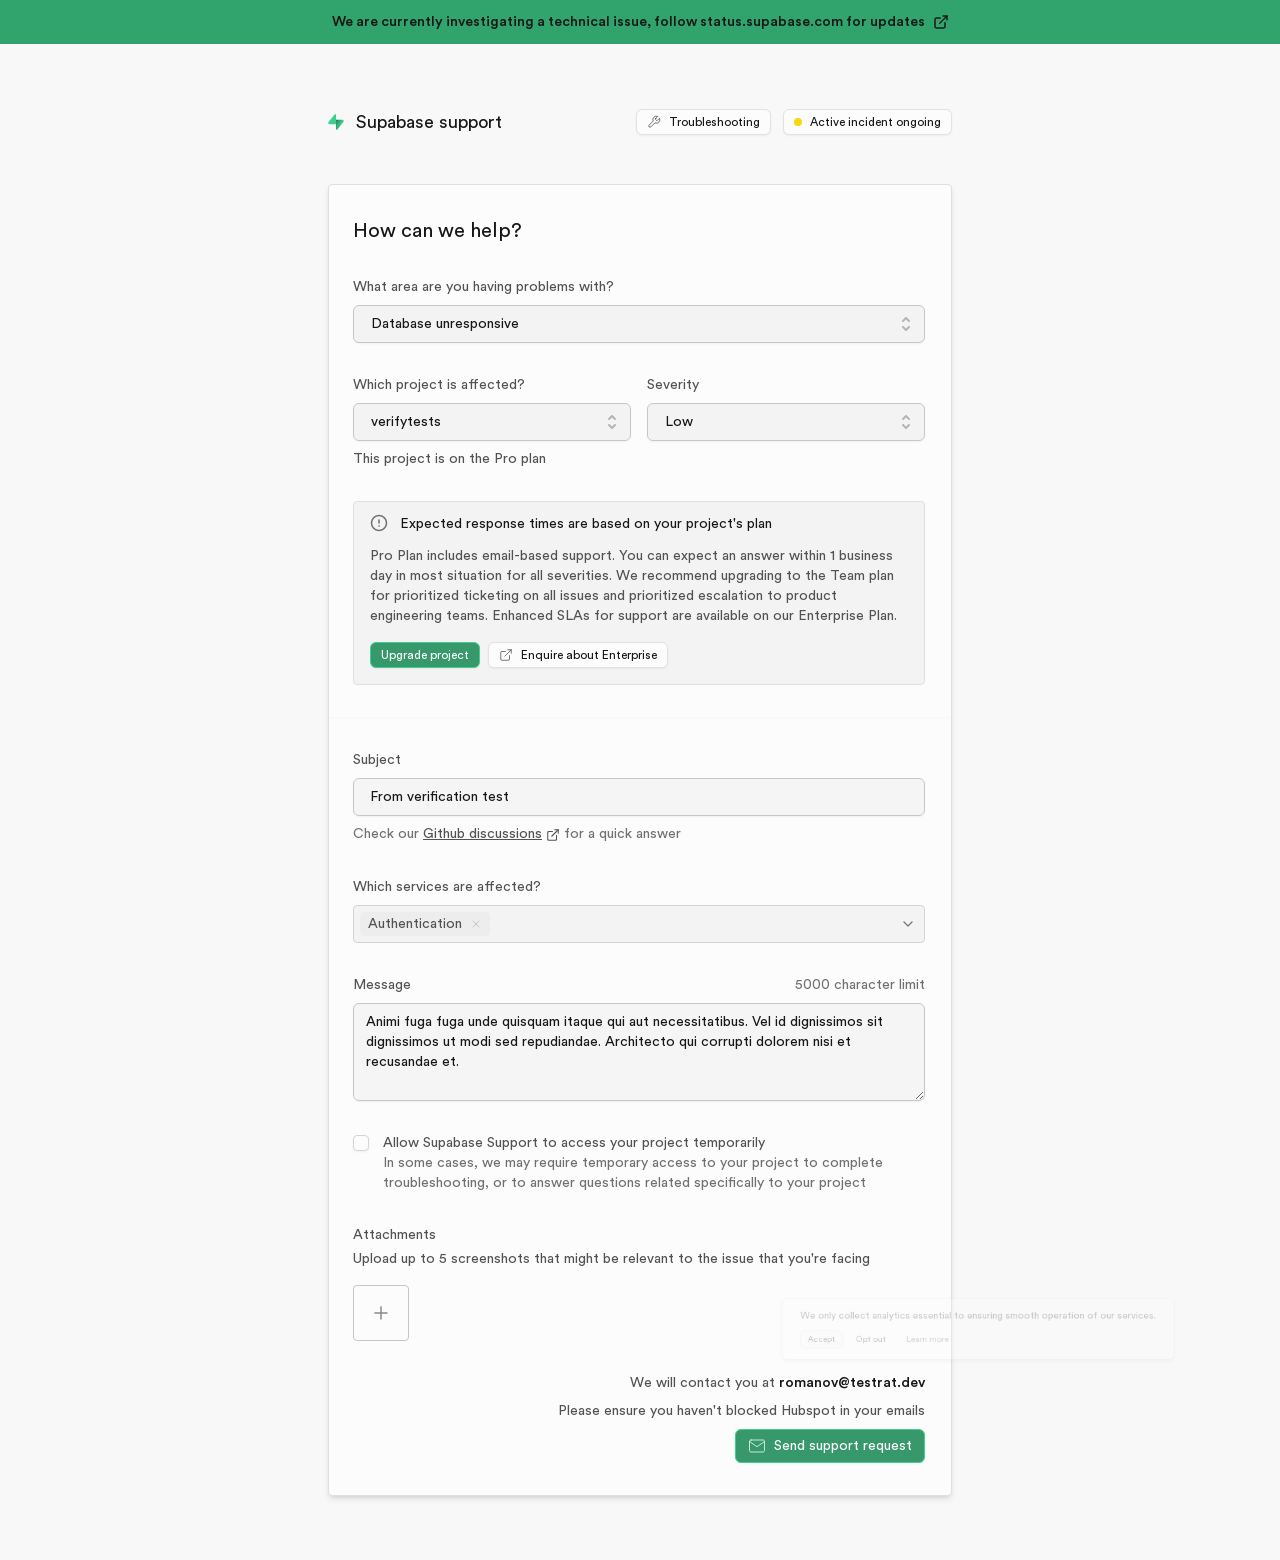 We are currently investigating a technical issue, follow status.supabase.com for updates
Supabase support
Troubleshooting
Active incident ongoing
How can we help?
What area are you having problems with?
Database unresponsive
Which project is affected?
Severity
verifytests
Low
This project is on the Pro plan
Expected response times are based on your project's plan
Pro Plan includes email-based support. You can expect an answer within 1 business
day in most situation for all severities. We recommend upgrading to the Team plan
for prioritized ticketing on all issues and prioritized escalation to product
engineering teams. Enhanced SLAs for support are available on our Enterprise Plan.
Upgrade project
Enquire about Enterprise
Subject
From verification test
Check our Github discussions for a quick answer
Which services are affected?
Authentication
Message
5000 character limit
Animi fuga fuga unde quisquam itaque qui aut necessitatibus. Vel id dignissimos sit
dignissimos ut modi sed repudiandae. Architecto qui corrupti dolorem nisi et
recusandae et.
Allow Supabase Support to access your project temporarily
In some cases, we may require temporary access to your project to complete
troubleshooting, or to answer questions related specifically to your project
Attachments
Upload up to 5 screenshots that might be relevant to the issue that you're facing
We only collect analytics essential to ensuring smooth operation of our services.
Accept
Opt out
Learn more
We will contact you at romanov@testrat.dev
Please ensure you haven't blocked Hubspot in your emails
Send support request